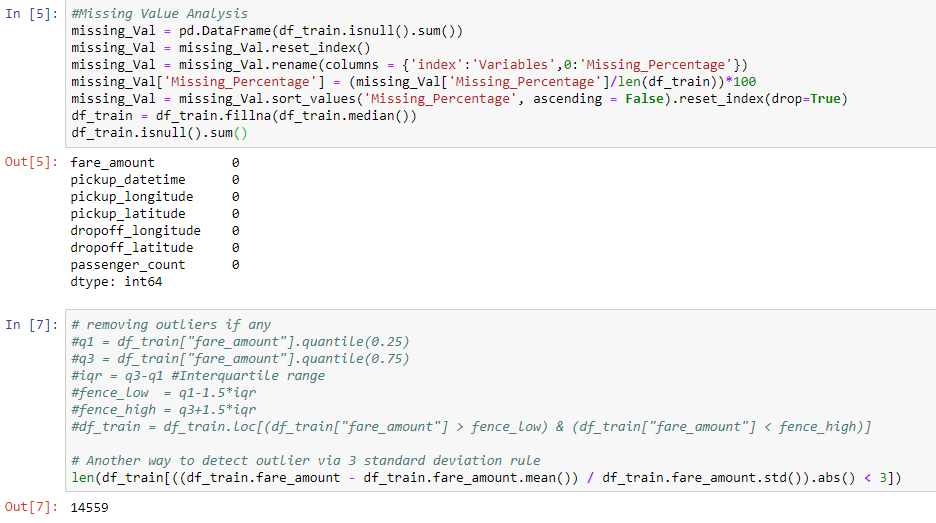 In [5]: #Missing Value Analysis
missing_Val = pd.DataFrame(df_train.isnull().sum())
missing_Val = missing_Val.reset_index()
missing_Val = missing_Val.rename(columns = {'index':'Variables',0:'Missing_Percentage'})
missing_Val['Missing_Percentage'] = (missing_Val['Missing_Percentage']/len(df_train))*100
missing_Val = missing_Val.sort_values('Missing_Percentage', ascending = False).reset_index(drop=True)
df_train = df_train.fillna(df_train.median())
df_train.isnull().sum()
Out[5]: fare_amount 0
pickup_datetime 0
pickup_longitude 0
pickup_latitude 0
dropoff_longitude 0
dropoff_latitude 0
passenger_count 0
dtype: int64
In [7]: # removing outliers if any
#q1 = df_train["fare_amount"].quantile(0.25)
#q3 = df_train["fare_amount"].quantile(0.75)
#iqr = q3-q1 #Interquartile range
#fence_low  = q1-1.5*iqr
#fence_high = q3+1.5*iqr
#df_train = df_train.loc[(df_train["fare_amount"] > fence_low) & (df_train["fare_amount"] < fence_high)]
# Another way to detect outlier via 3 standard deviation rule
len(df_train[((df_train.fare_amount - df_train.fare_amount.mean()) / df_train.fare_amount.std()).abs() < 3])
Out[7]: 14559